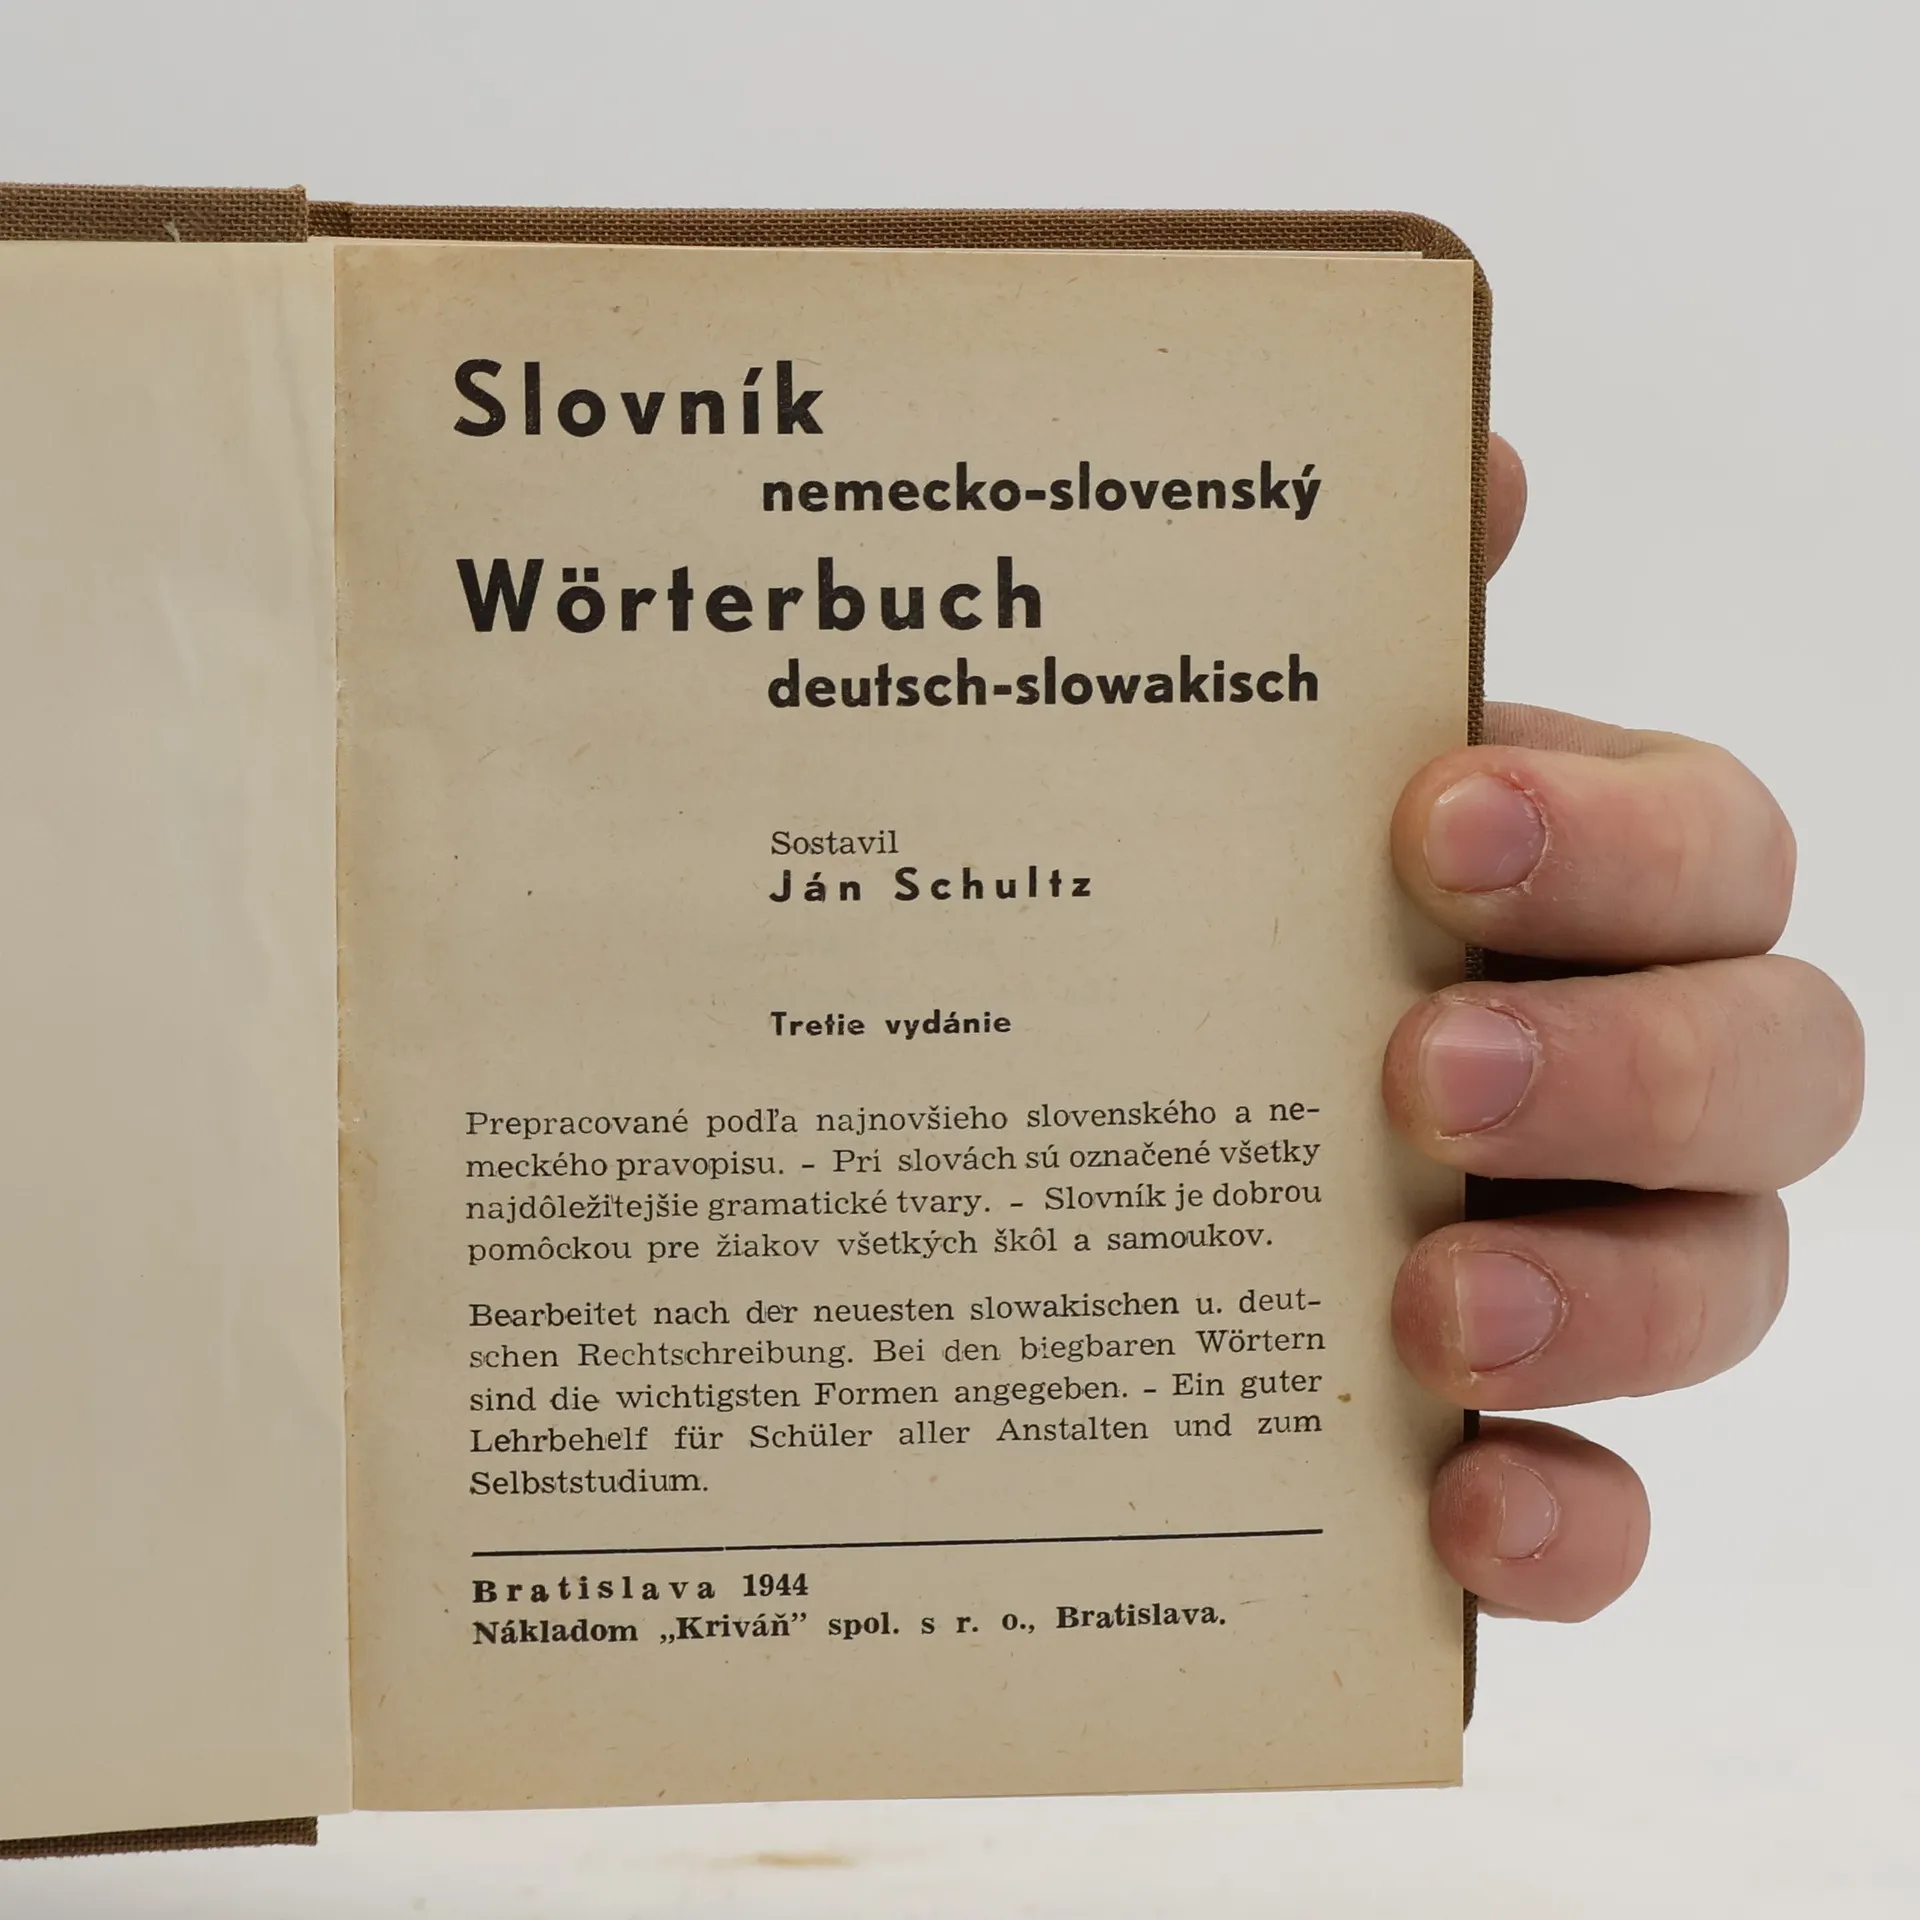 Slovník
nemecko-slovenský
Wörterbuch
deutsch-slowakisch
Sostavil
Ján Schultz
Tretie vydánie
Prepracované podľa najnovšieho slovenského a ne-
meckého pravopisu. – Pri slovách sú označené všetky
najdôležitejšie gramatické tvary. – Slovník je dobrou
pomôckou pre žiakov všetkých škôl a samoukov.
Bearbeitet nach der neuesten slowakischen u. deut-
schen Rechtschreibung. Bei den biegbaren Wörtern
sind die wichtigsten Formen angegeben. – Ein guter
Lehrbehelf für Schüler aller Anstalten und zum
Selbststudium.
Bratislava 1944
Nákladom „Kriváň” spol. s r. o., Bratislava.